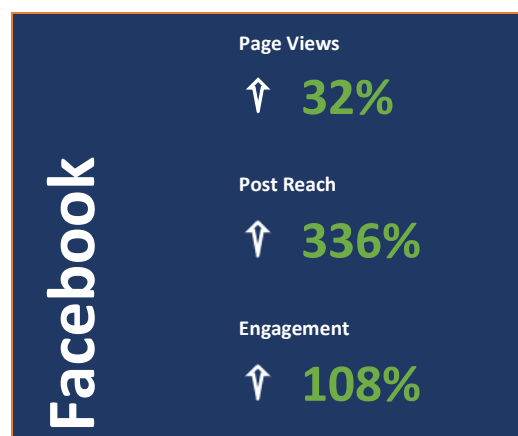 Facebook
Page Views
32%
Post Reach
336%
Engagement
108%